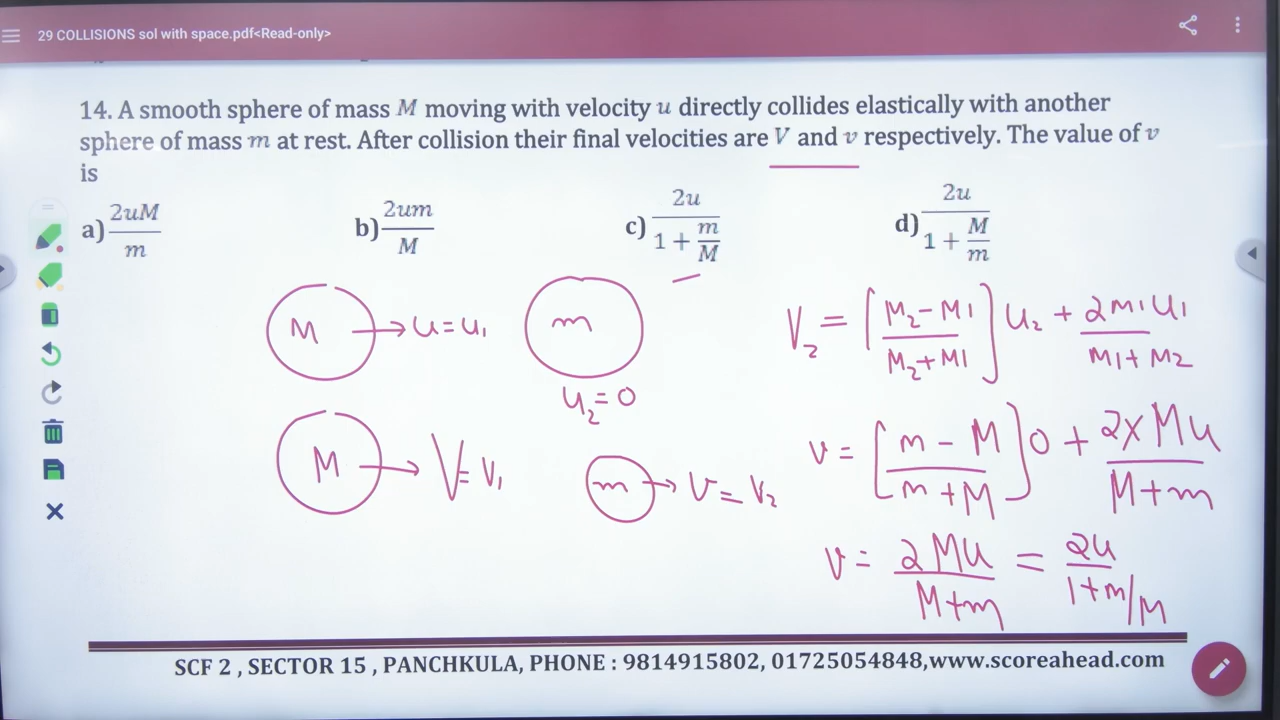 29 COLLISIONS sol with space.pdf<Read-only>
14. A smooth sphere of mass M moving with velocity u directly collides elastically with another
sphere of mass m at rest. After collision their final velocities are V and v respectively. The value of v
is
a) 2uM/m b) 2um/M c) 2u/(1 + m/M) d) 2u/(1 + M/m)
M → u = u₁ m
u₂ = 0
V₂ = [(M₂ - M₁)/(M₂ + M₁)] u₂ + 2M₁u₁/(M₁ + M₂)
M → V = v₁ m → v = v₂
v = [(m - M)/(m + M)] 0 + 2 x Mu/(M + m)
v = 2Mu/(M + m) = 2u/(1 + m/M)
SCF 2 , SECTOR 15 , PANCHKULA, PHONE : 9814915802, 01725054848,www.scoreahead.com